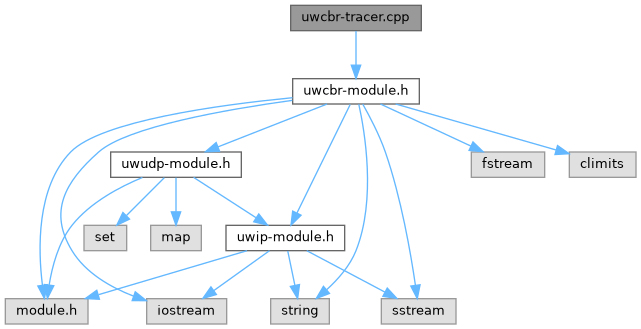 uwcbr-tracer.cpp
uwcbr-module.h
uwudp-module.h
fstream
climits
set
map
uwip-module.h
module.h
iostream
string
sstream